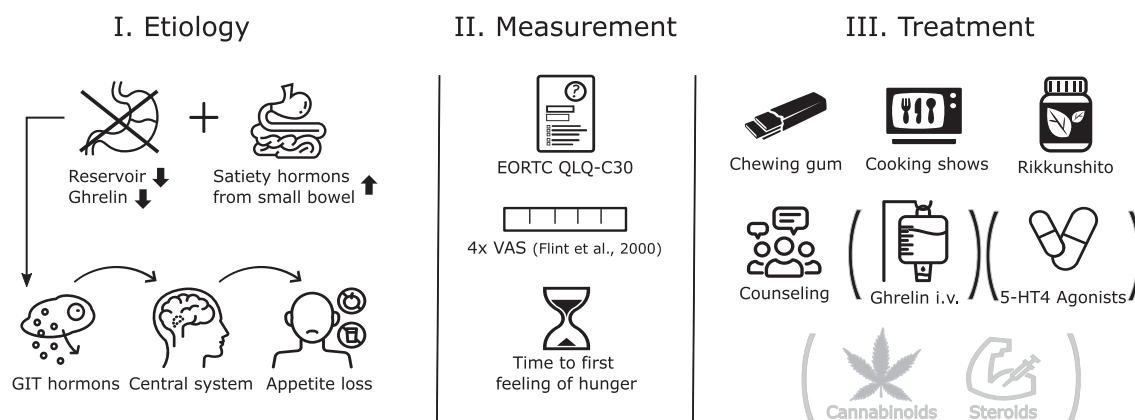 I. Etiology
II. Measurement
III. Treatment
Reservoir
Ghrelin
Satiety hormons
from small bowel
GIT hormons
Central system
Appetite loss
?
EORTC QLQ-C30
4x VAS (Flint et al., 2000)
Time to first
feeling of hunger
Chewing gum
Cooking shows
Rikkunshito
Counseling
Ghrelin i.v.
5-HT4 Agonists
Cannabinoids
Steroids